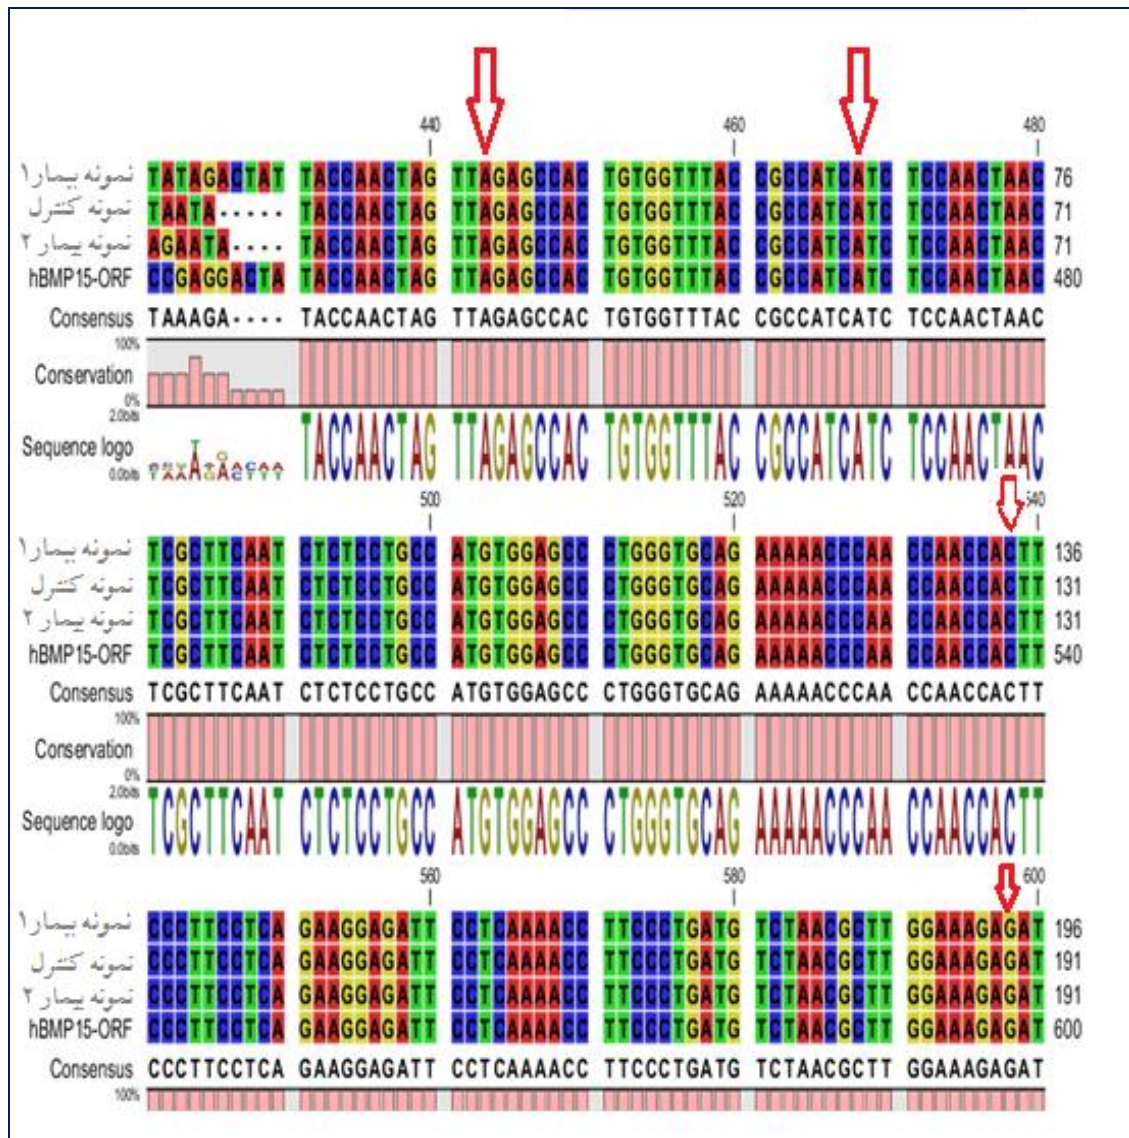 440 460 480
نمونه بیمار ۱ TATAGACTAT TACCAACTAG TTAGAGCCAC TGTGGTTTAC CGCCATCATC TCCAACTAAC 76
نمونه کنترل TAATA----- TACCAACTAG TTAGAGCCAC TGTGGTTTAC CGCCATCATC TCCAACTAAC 71
نمونه بیمار ۲ AGAATA---- TACCAACTAG TTAGAGCCAC TGTGGTTTAC CGCCATCATC TCCAACTAAC 71
hBMP15-ORF CCGAGGACTA TACCAACTAG TTAGAGCCAC TGTGGTTTAC CGCCATCATC TCCAACTAAC 480
Consensus TAAAGA---- TACCAACTAG TTAGAGCCAC TGTGGTTTAC CGCCATCATC TCCAACTAAC
100%
Conservation
0%
2.0bits
Sequence logo TACCAACTAG TTAGAGCCAC TGTGGTTTAC CGCCATCATC TCCAACTAAC
0.0bits
500 520 540
نمونه بیمار ۱ TCGCTTCAAT CTCTCCTGCC ATGTGGAGCC CTGGGTGCAG AAAAACCCAA CCAACCACTT 136
نمونه کنترل TCGCTTCAAT CTCTCCTGCC ATGTGGAGCC CTGGGTGCAG AAAAACCCAA CCAACCACTT 131
نمونه بیمار ۲ TCGCTTCAAT CTCTCCTGCC ATGTGGAGCC CTGGGTGCAG AAAAACCCAA CCAACCACTT 131
hBMP15-ORF TCGCTTCAAT CTCTCCTGCC ATGTGGAGCC CTGGGTGCAG AAAAACCCAA CCAACCACTT 540
Consensus TCGCTTCAAT CTCTCCTGCC ATGTGGAGCC CTGGGTGCAG AAAAACCCAA CCAACCACTT
100%
Conservation
0%
2.0bits
Sequence logo TCGCTTCAAT CTCTCCTGCC ATGTGGAGCC CTGGGTGCAG AAAAACCCAA CCAACCACTT
0.0bits
560 580 600
نمونه بیمار ۱ CCCTTCCTCA GAAGGAGATT CCTCAAAACC TTCCCTGATG TCTAACGCTT GGAAAGAGAT 196
نمونه کنترل CCCTTCCTCA GAAGGAGATT CCTCAAAACC TTCCCTGATG TCTAACGCTT GGAAAGAGAT 191
نمونه بیمار ۲ CCCTTCCTCA GAAGGAGATT CCTCAAAACC TTCCCTGATG TCTAACGCTT GGAAAGAGAT 191
hBMP15-ORF CCCTTCCTCA GAAGGAGATT CCTCAAAACC TTCCCTGATG TCTAACGCTT GGAAAGAGAT 600
Consensus CCCTTCCTCA GAAGGAGATT CCTCAAAACC TTCCCTGATG TCTAACGCTT GGAAAGAGAT
100%